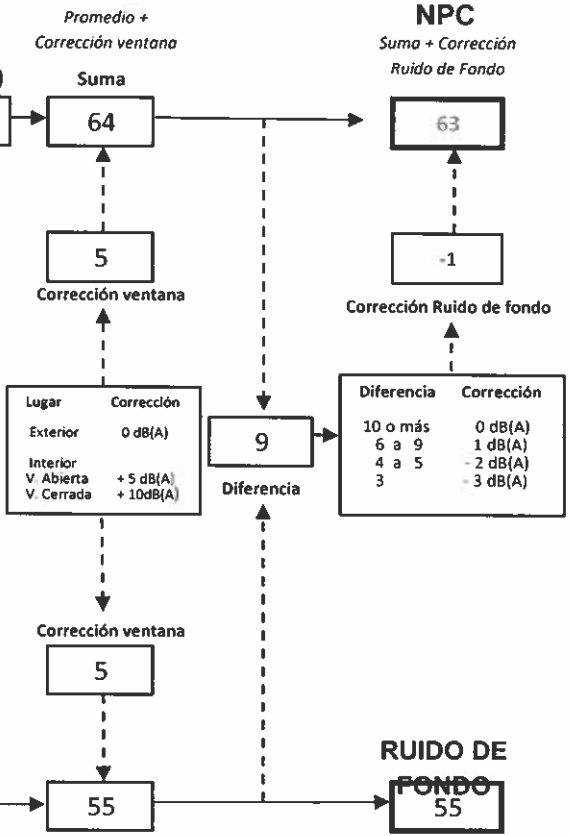 Promedio +
Corrección ventana
Suma
64
NPC
Suma + Corrección
Ruido de Fondo
63
5
Corrección ventana
-1
Corrección Ruido de fondo
Lugar Corrección
Exterior 0 dB(A)
Interior
V. Abierta + 5 dB(A)
V. Cerrada + 10dB(A)
9
Diferencia
Diferencia Corrección
10 o más 0 dB(A)
6 a 9 1 dB(A)
4 a 5 - 2 dB(A)
3 - 3 dB(A)
Corrección ventana
5
55
RUIDO DE
FONDO
55